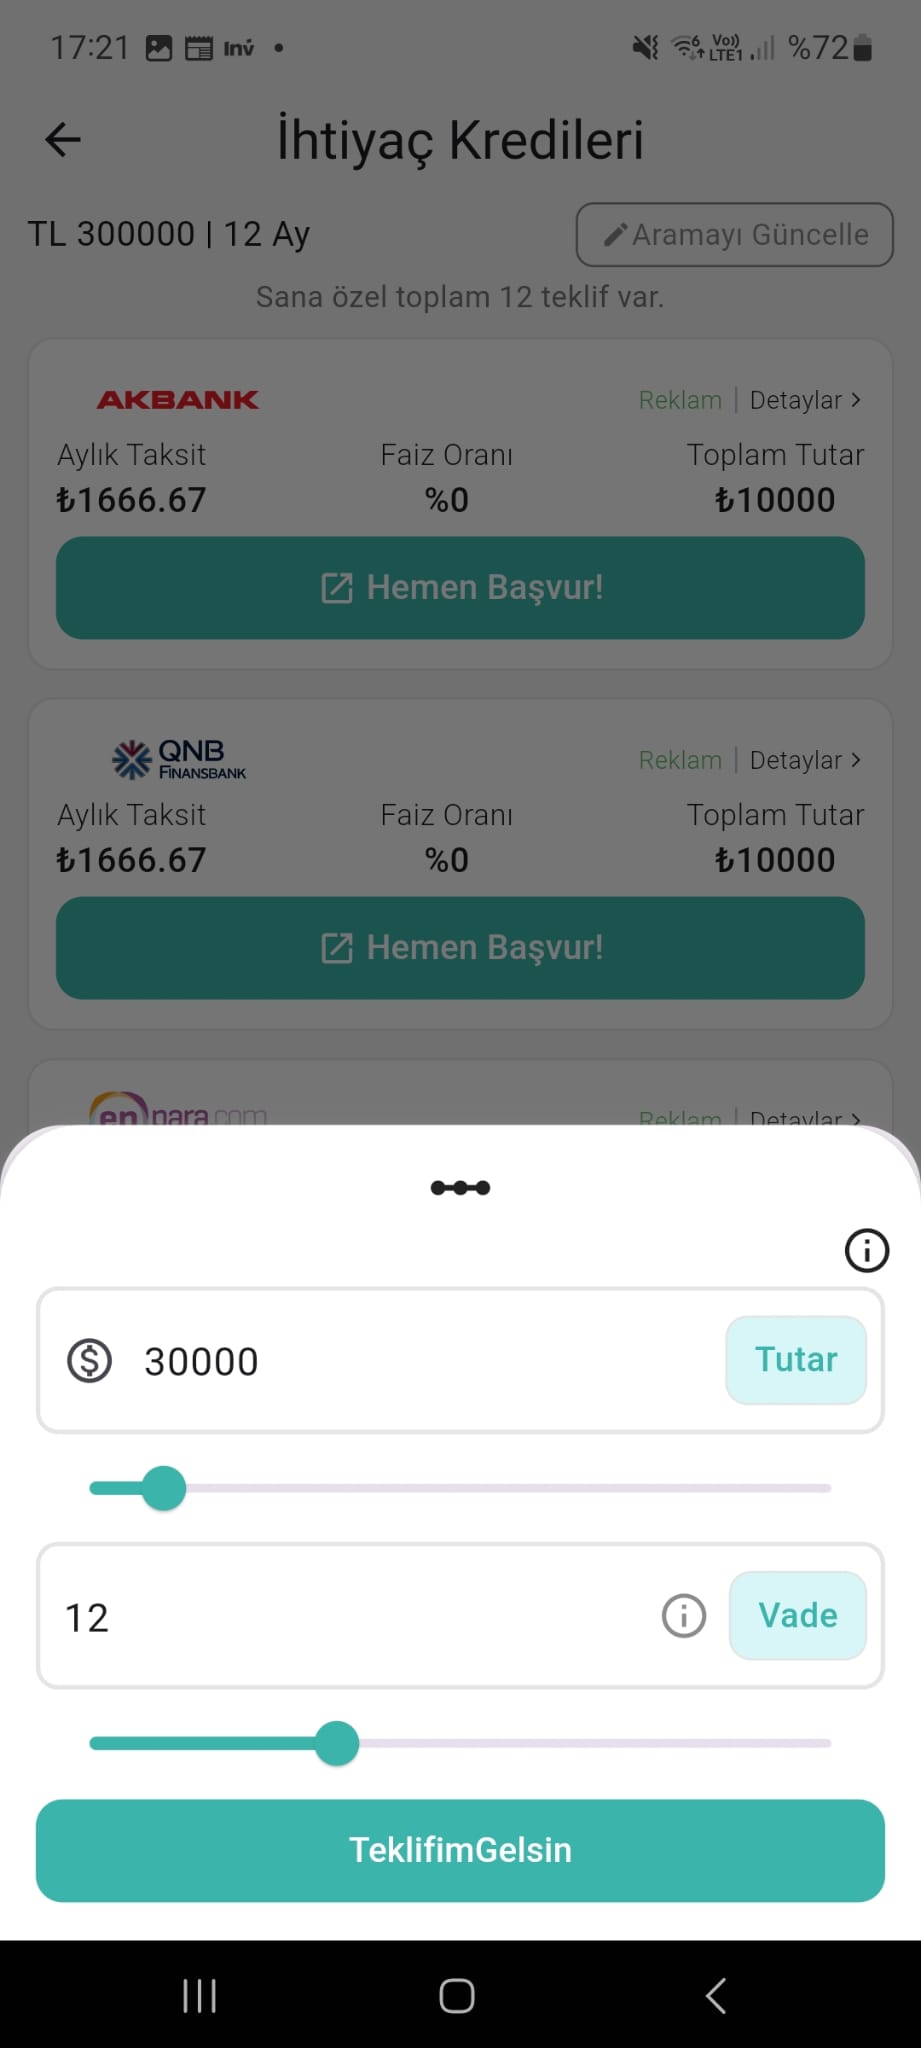 17:21 Inv %72
Vo))
LTE1
İhtiyaç Kredileri
TL 300000 | 12 Ay
Aramayı Güncelle
Sana özel toplam 12 teklif var.
AKBANK
Reklam | Detaylar >
Aylık Taksit Faiz Oranı Toplam Tutar
₺1666.67 %0 ₺10000
Hemen Başvur!
QNB
FİNANSBANK
Reklam | Detaylar >
Aylık Taksit Faiz Oranı Toplam Tutar
₺1666.67 %0 ₺10000
Hemen Başvur!
enpara.com
Reklam | Detaylar >
30000 Tutar
12 Vade
TeklifimGelsin